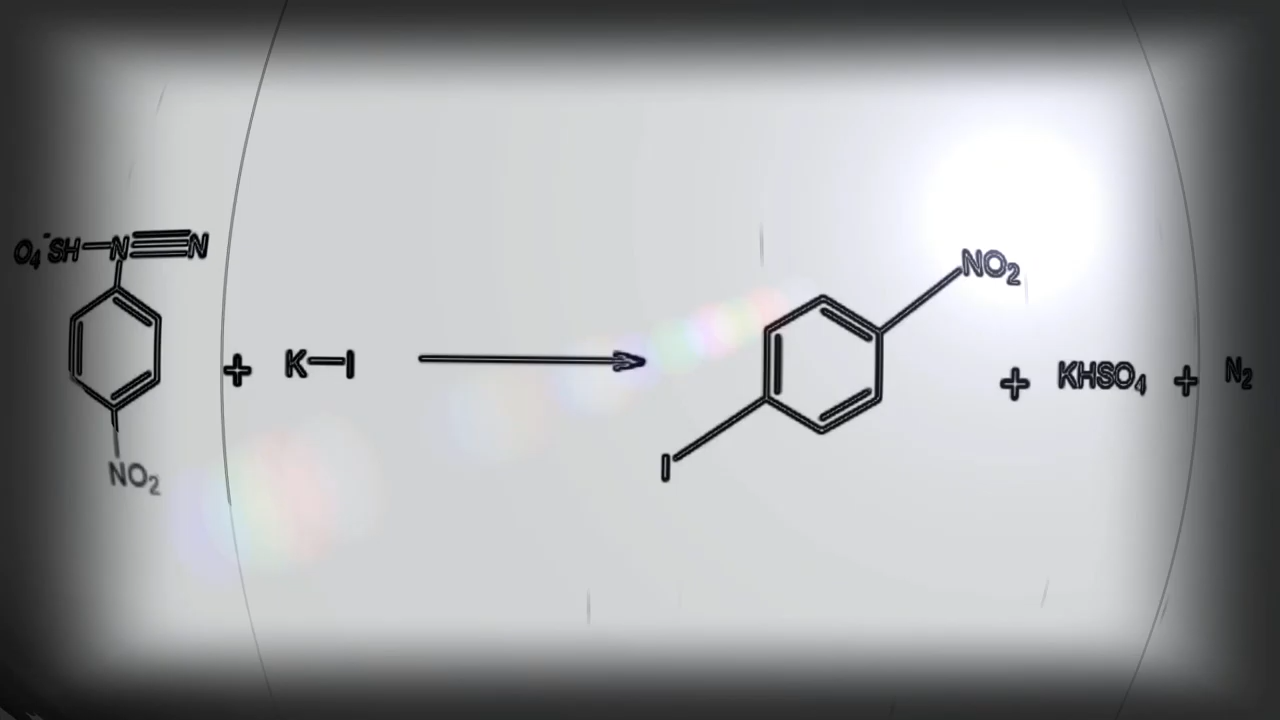 O₄⁻SH—N≡N
NO₂
+ K—I
NO₂
I
+ KHSO₄ + N₂